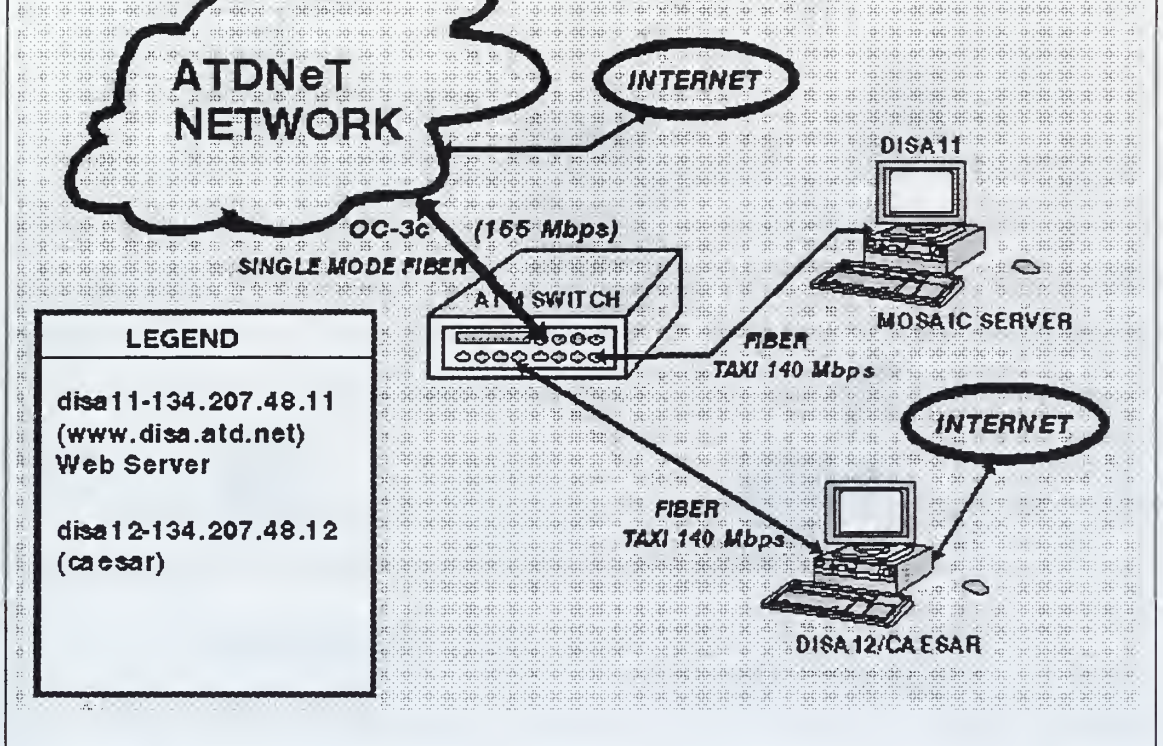 ATDNeT
NETWORK
INTERNET
DISA11
OC-3c (155 Mbps)
SINGLE MODE FIBER
ATM SWITCH
MOSAIC SERVER
FIBER
TAXI 140 Mbps
LEGEND
disa11-134.207.48.11
(www.disa.atd.net)
Web Server
disa12-134.207.48.12
(caesar)
INTERNET
FIBER
TAXI 140 Mbps
DISA12/CAESAR